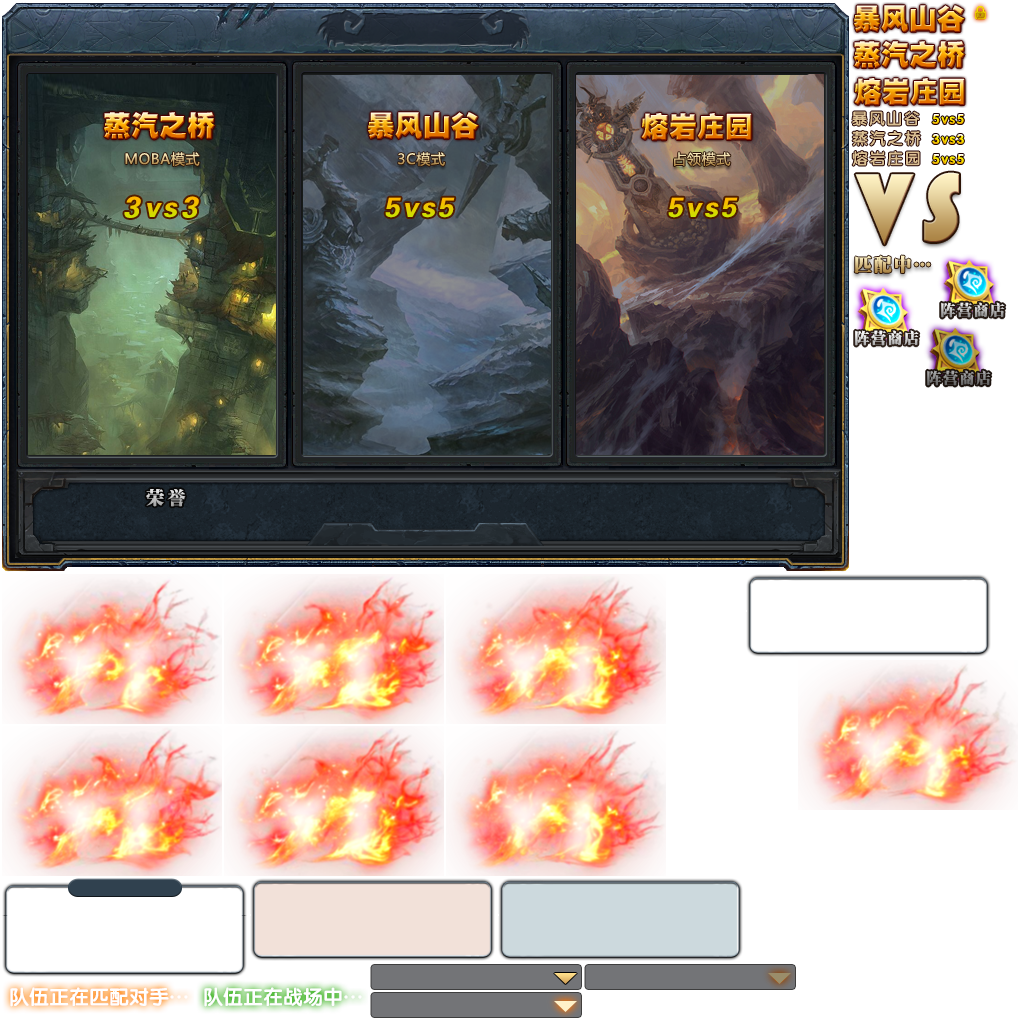 蒸汽之桥
MOBA模式
3vs3
暴风山谷
3C模式
5vs5
熔岩庄园
占领模式
5vs5
荣誉
暴风山谷
蒸汽之桥
熔岩庄园
暴风山谷 5vs5
蒸汽之桥 3vs3
熔岩庄园 5vs5
VS
匹配中…
阵营商店
阵营商店
阵营商店
队伍正在匹配对手…
队伍正在战场中…